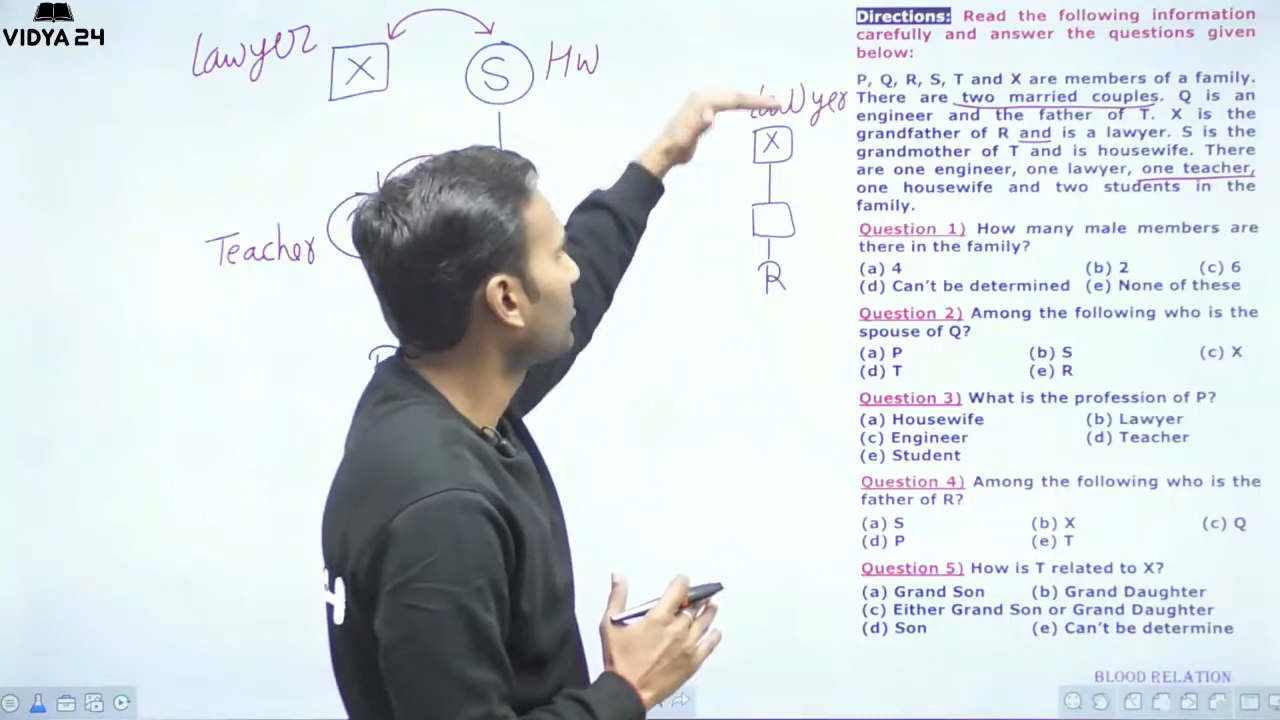 VIDYA 24
lawyer X S HW
lawyer
X
Teacher
R
Directions: Read the following information
carefully and answer the questions given
below:
P, Q, R, S, T and X are members of a family.
There are two married couples. Q is an
engineer and the father of T. X is the
grandfather of R and is a lawyer. S is the
grandmother of T and is housewife. There
are one engineer, one lawyer, one teacher,
one housewife and two students in the
family.
Question 1) How many male members are
there in the family?
(a) 4 (b) 2 (c) 6
(d) Can't be determined (e) None of these
Question 2) Among the following who is the
spouse of Q?
(a) P (b) S (c) X
(d) T (e) R
Question 3) What is the profession of P?
(a) Housewife (b) Lawyer
(c) Engineer (d) Teacher
(e) Student
Question 4) Among the following who is the
father of R?
(a) S (b) X (c) Q
(d) P (e) T
Question 5) How is T related to X?
(a) Grand Son (b) Grand Daughter
(c) Either Grand Son or Grand Daughter
(d) Son (e) Can't be determine
BLOOD RELATION